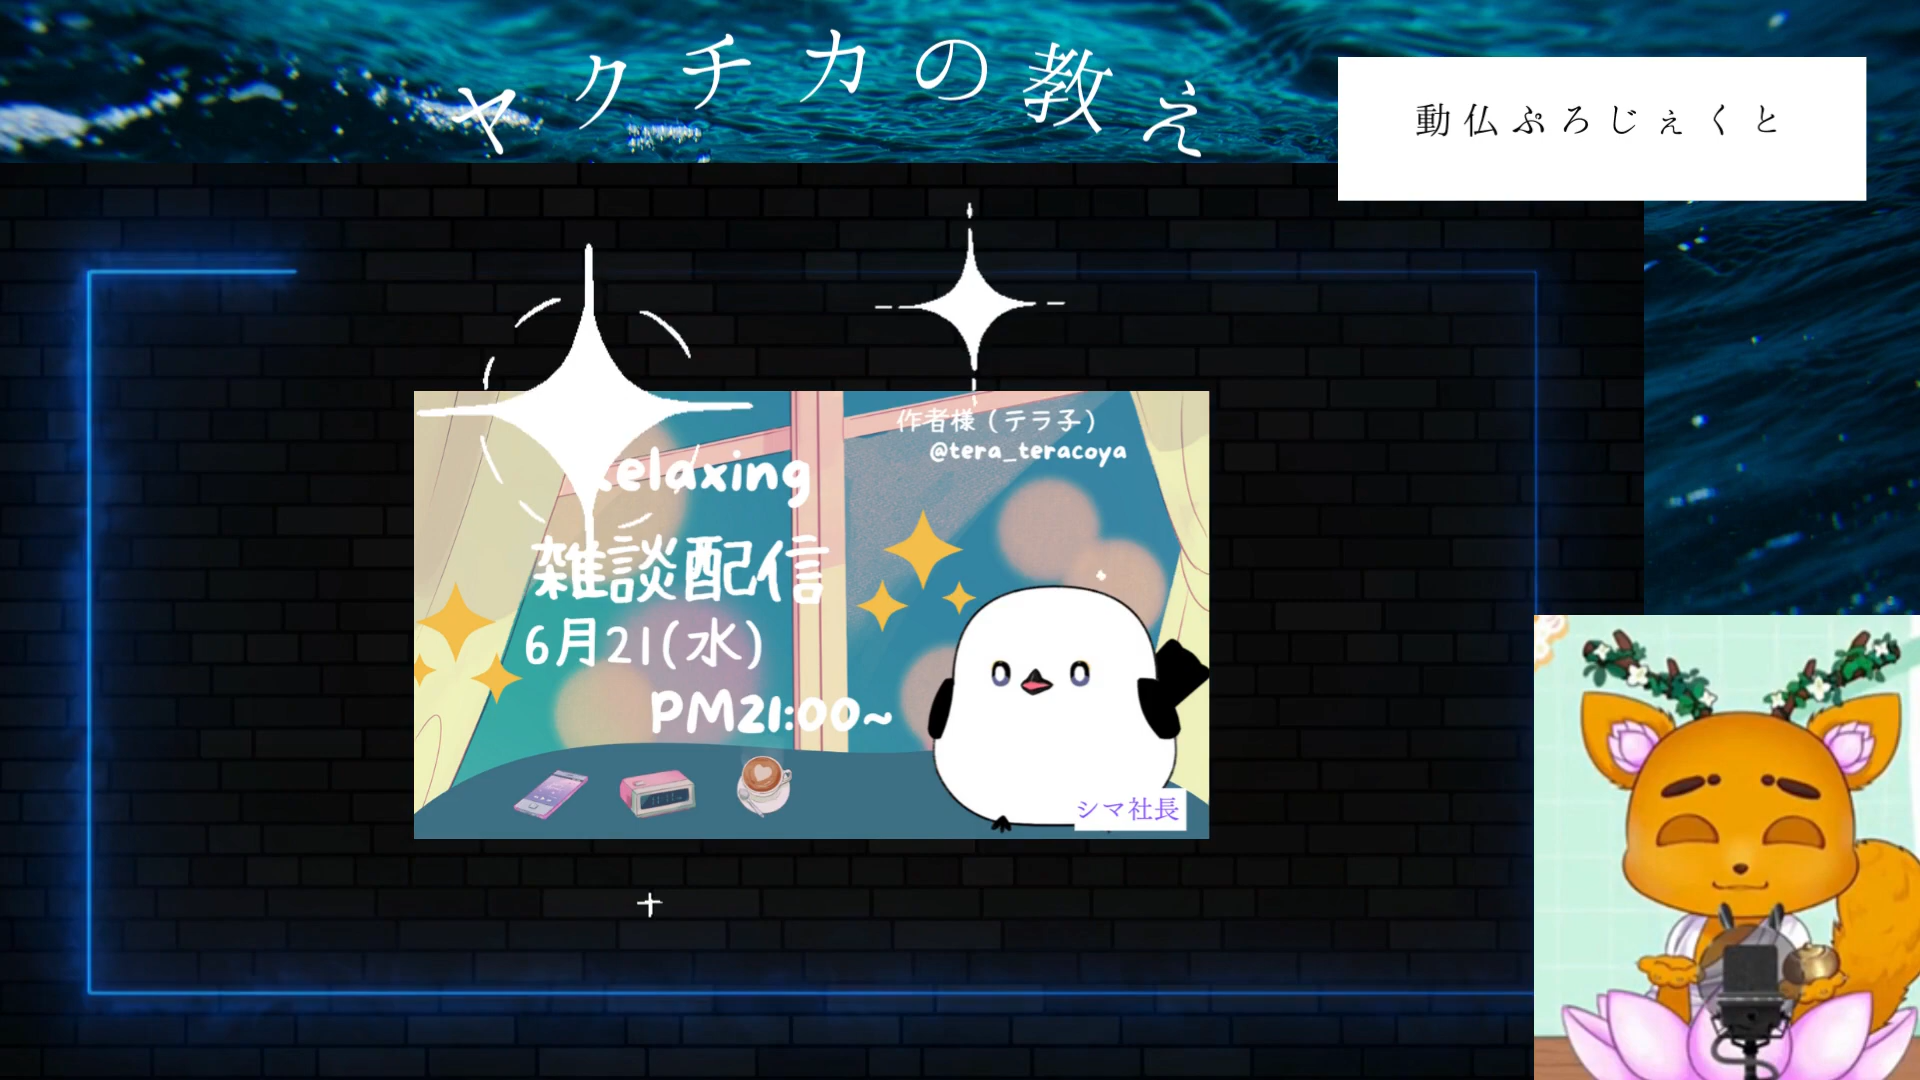 ヤクチカの教え
動仏ぷろじぇくと
作者様(テラ子)
@tera_teracoya
Relaxing
雑談配信
6月21(水)
PM21:00~
シマ社長